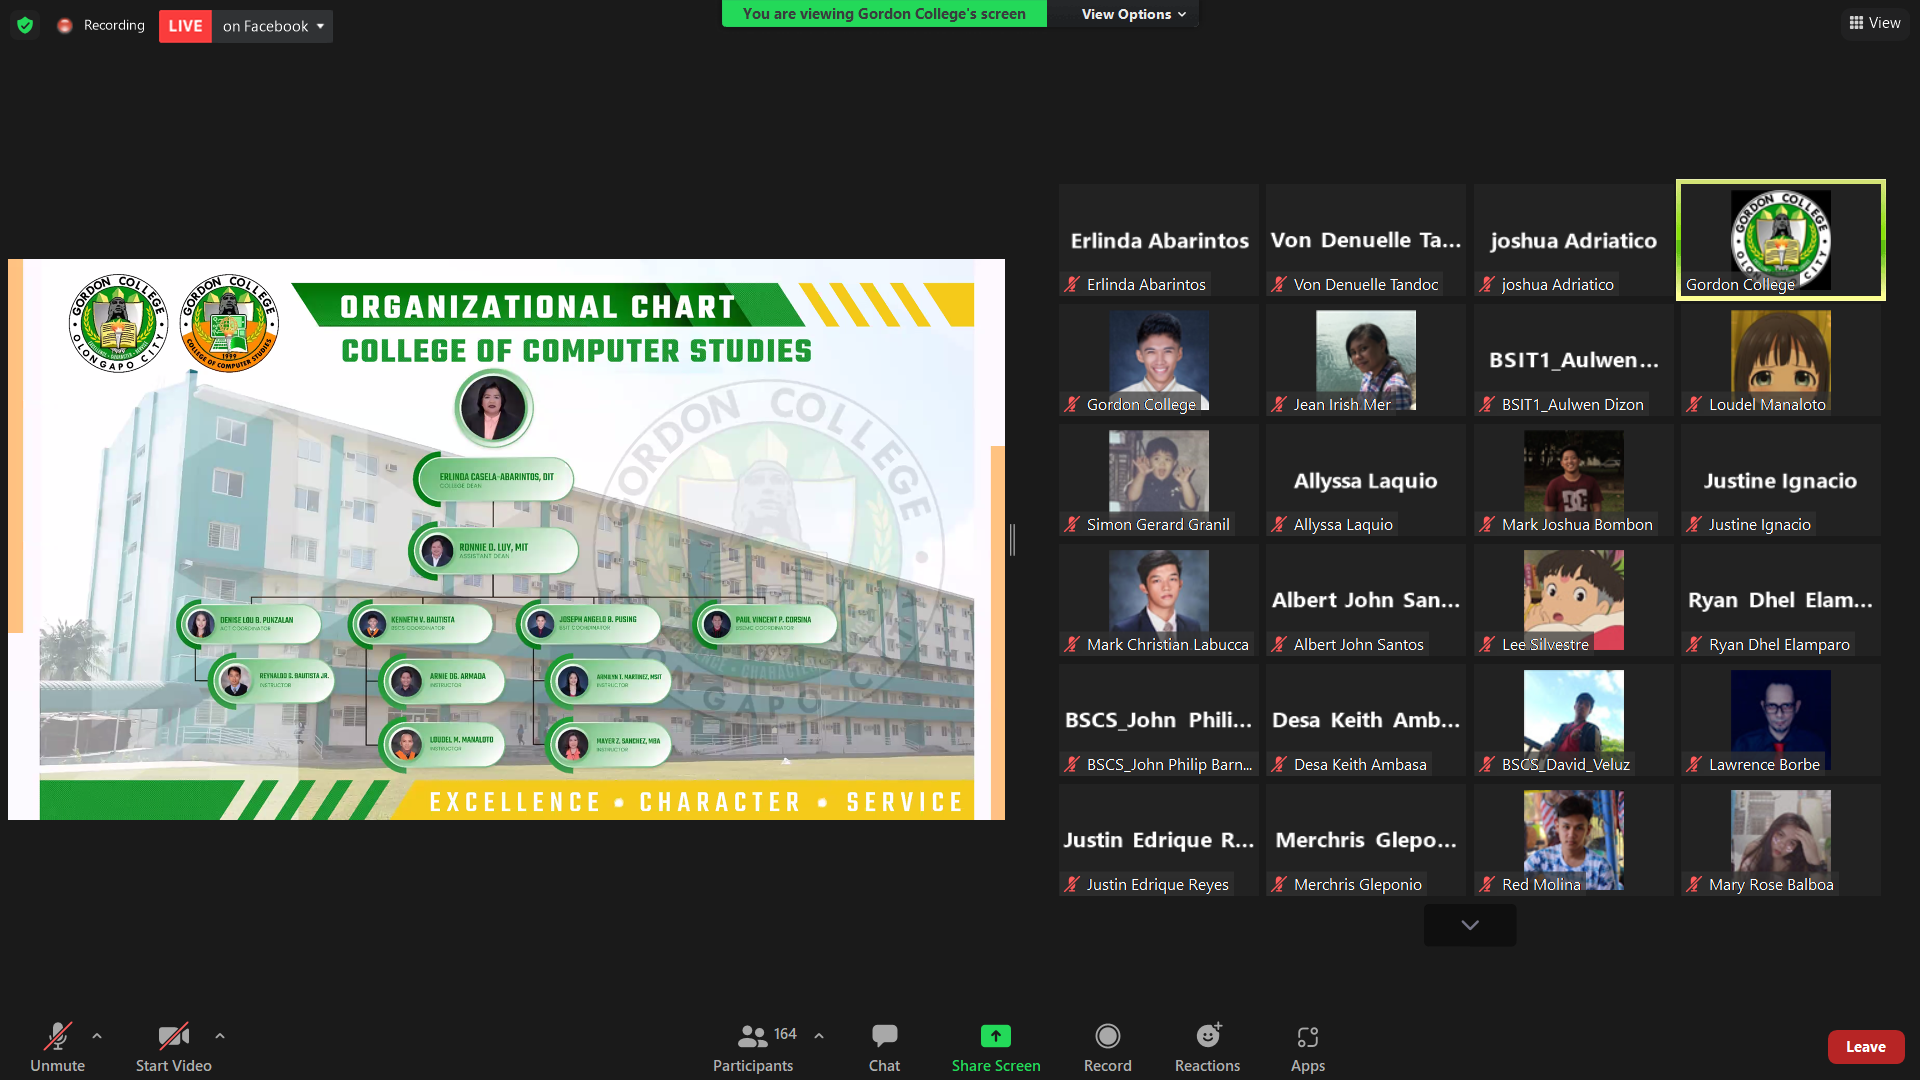 Recording
LIVE on Facebook
You are viewing Gordon College's screen
View Options
View
GORDON COLLEGE
OLONGAPO CITY
GORDON COLLEGE
1999
COLLEGE OF COMPUTER STUDIES
ORGANIZATIONAL CHART
COLLEGE OF COMPUTER STUDIES
ERLINDA CASELA-ABARINTOS, DIT
COLLEGE DEAN
RONNIE D. LUY, MIT
ASSISTANT DEAN
DENISE LOU B. PUNZALAN
ACT COORDINATOR
KENNETH V. BAUTISTA
BSCS COORDINATOR
JOSEPH ANGELO B. PUSING
BSIT COORDINATOR
PAUL VINCENT P. CORSINA
BSEMC COORDINATOR
REYNALDO G. BAUTISTA JR.
INSTRUCTOR
ARNIE DG. ARMADA
INSTRUCTOR
ARMILYN T. MARTINEZ, MSIT
INSTRUCTOR
LOUDEL M. MANALOTO
INSTRUCTOR
MAYER Z. SANCHEZ, MBA
INSTRUCTOR
GORDON COLLEGE
1999
EXCELLENCE • CHARACTER • SERVICE
Erlinda Abarintos
Erlinda Abarintos
Von Denuelle Ta...
Von Denuelle Tandoc
joshua Adriatico
joshua Adriatico
GORDON COLLEGE
Gordon College
Gordon College
Jean Irish Mer
BSIT1_Aulwen...
BSIT1_Aulwen Dizon
Loudel Manaloto
Simon Gerard Granil
Allyssa Laquio
Allyssa Laquio
Mark Joshua Bombon
Justine Ignacio
Justine Ignacio
Mark Christian Labucca
Albert John San...
Albert John Santos
Lee Silvestre
Ryan Dhel Elam...
Ryan Dhel Elamparo
BSCS_John Phili...
BSCS_John Philip Barn...
Desa Keith Amb...
Desa Keith Ambasa
BSCS_David_Veluz
Lawrence Borbe
Justin Edrique R...
Justin Edrique Reyes
Merchris Glepo...
Merchris Gleponio
Red Molina
Mary Rose Balboa
Unmute
Start Video
164
Participants
Chat
Share Screen
Record
Reactions
Apps
Leave